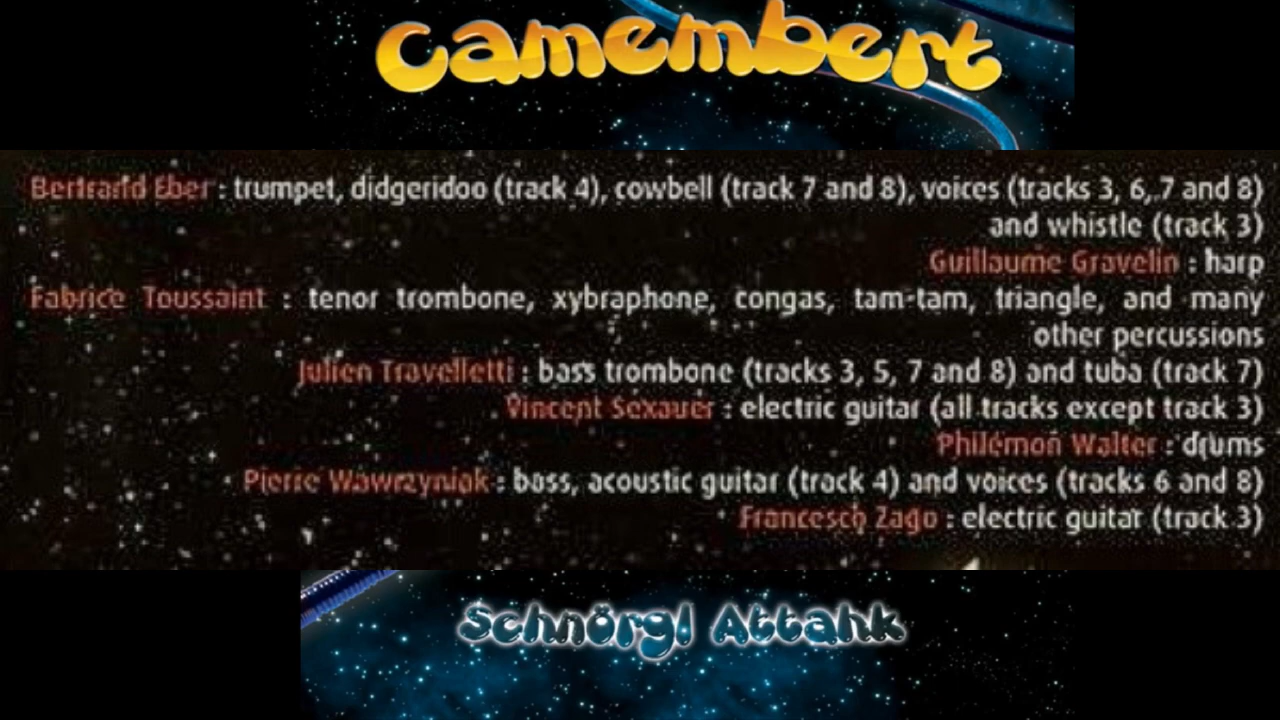 Camembert
Bertrand Eber : trumpet, didgeridoo (track 4), cowbell (track 7 and 8), voices (tracks 3, 6, 7 and 8)
and whistle (track 3)
Guillaume Gravelin : harp
Fabrice Toussaint : tenor trombone, xybraphone, congas, tam-tam, triangle, and many
other percussions
Julien Travelletti : bass trombone (tracks 3, 5, 7 and 8) and tuba (track 7)
Vincent Sexauer : electric guitar (all tracks except track 3)
Philémon Walter : drums
Pierre Wawrzyniak : bass, acoustic guitar (track 4) and voices (tracks 6 and 8)
Francesco Zago : electric guitar (track 3)
Schnörgl Attahk